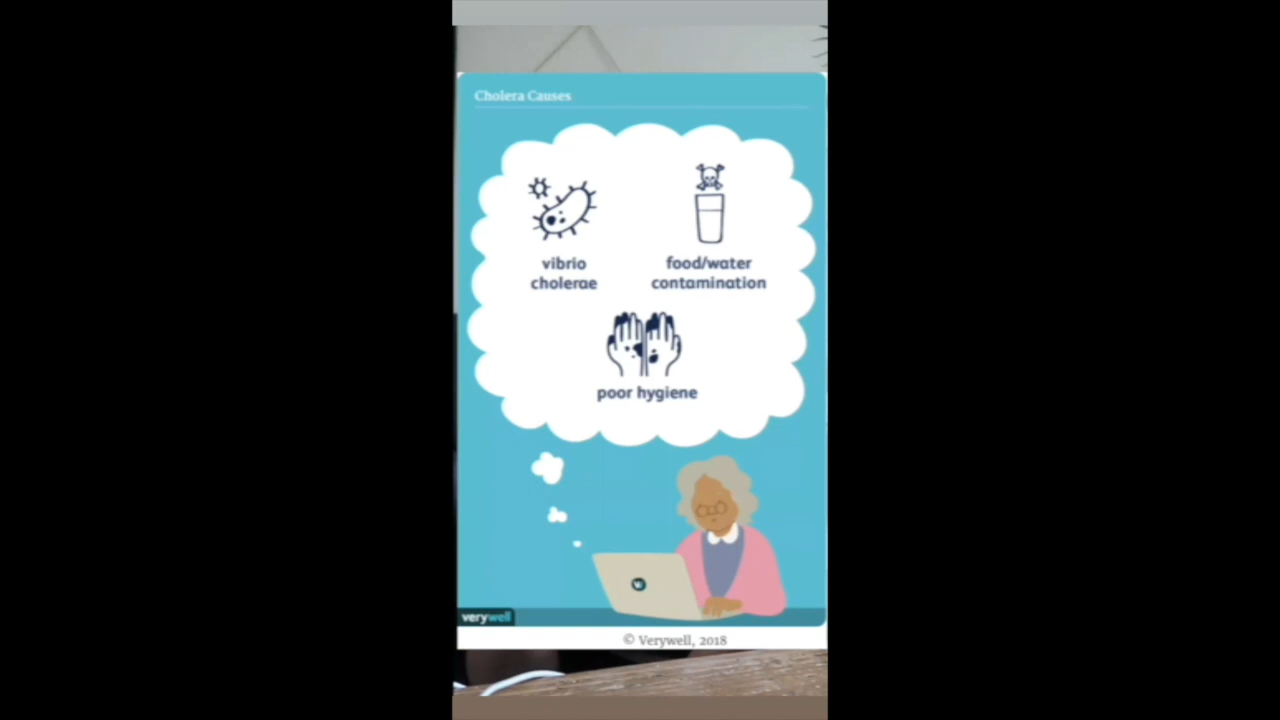 Cholera Causes
vibrio
cholerae
food/water
contamination
poor hygiene
verywell
© Verywell, 2018